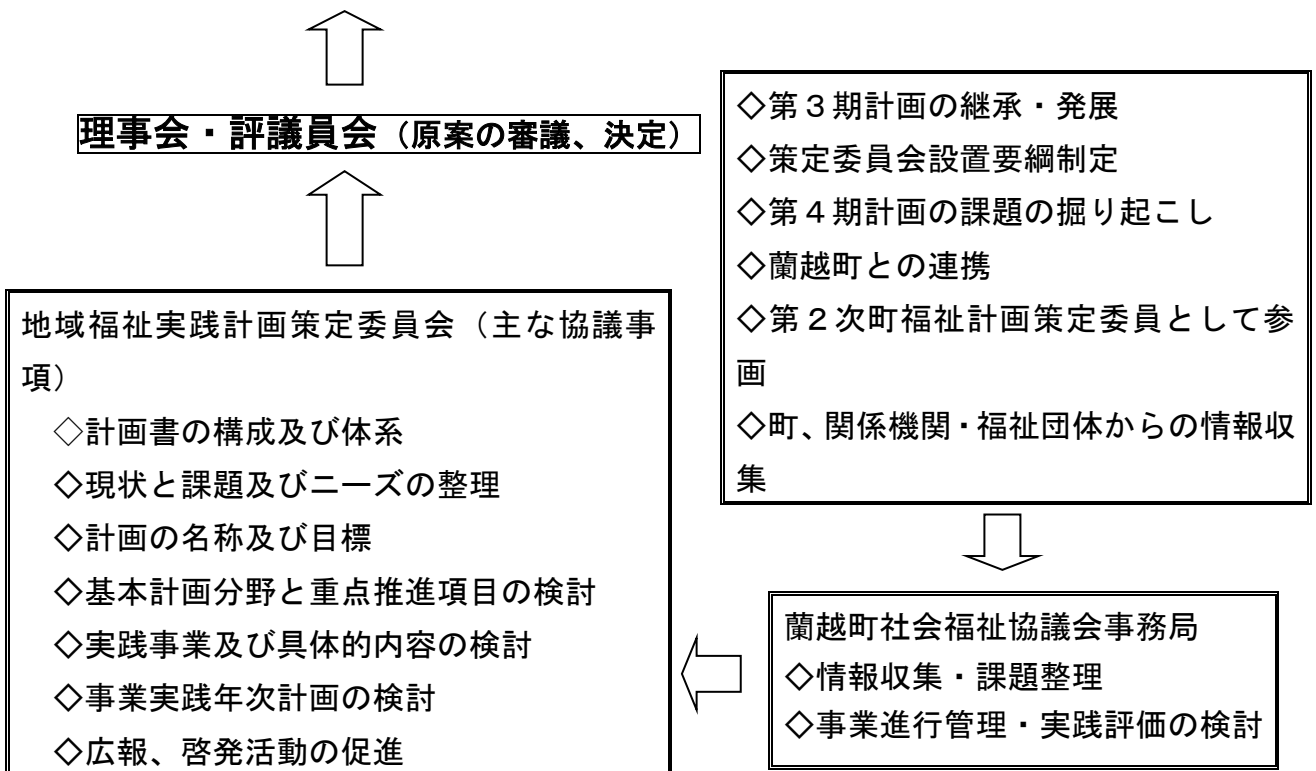 理事会・評議員会（原案の審議、決定）
◇第３期計画の継承・発展
◇策定委員会設置要綱制定
◇第４期計画の課題の掘り起こし
◇蘭越町との連携
◇第２次町福祉計画策定委員として参
画
◇町、関係機関・福祉団体からの情報収
集
地域福祉実践計画策定委員会（主な協議事
項）
◇計画書の構成及び体系
◇現状と課題及びニーズの整理
◇計画の名称及び目標
◇基本計画分野と重点推進項目の検討
◇実践事業及び具体的内容の検討
◇事業実践年次計画の検討
◇広報、啓発活動の促進
蘭越町社会福祉協議会事務局
◇情報収集・課題整理
◇事業進行管理・実践評価の検討